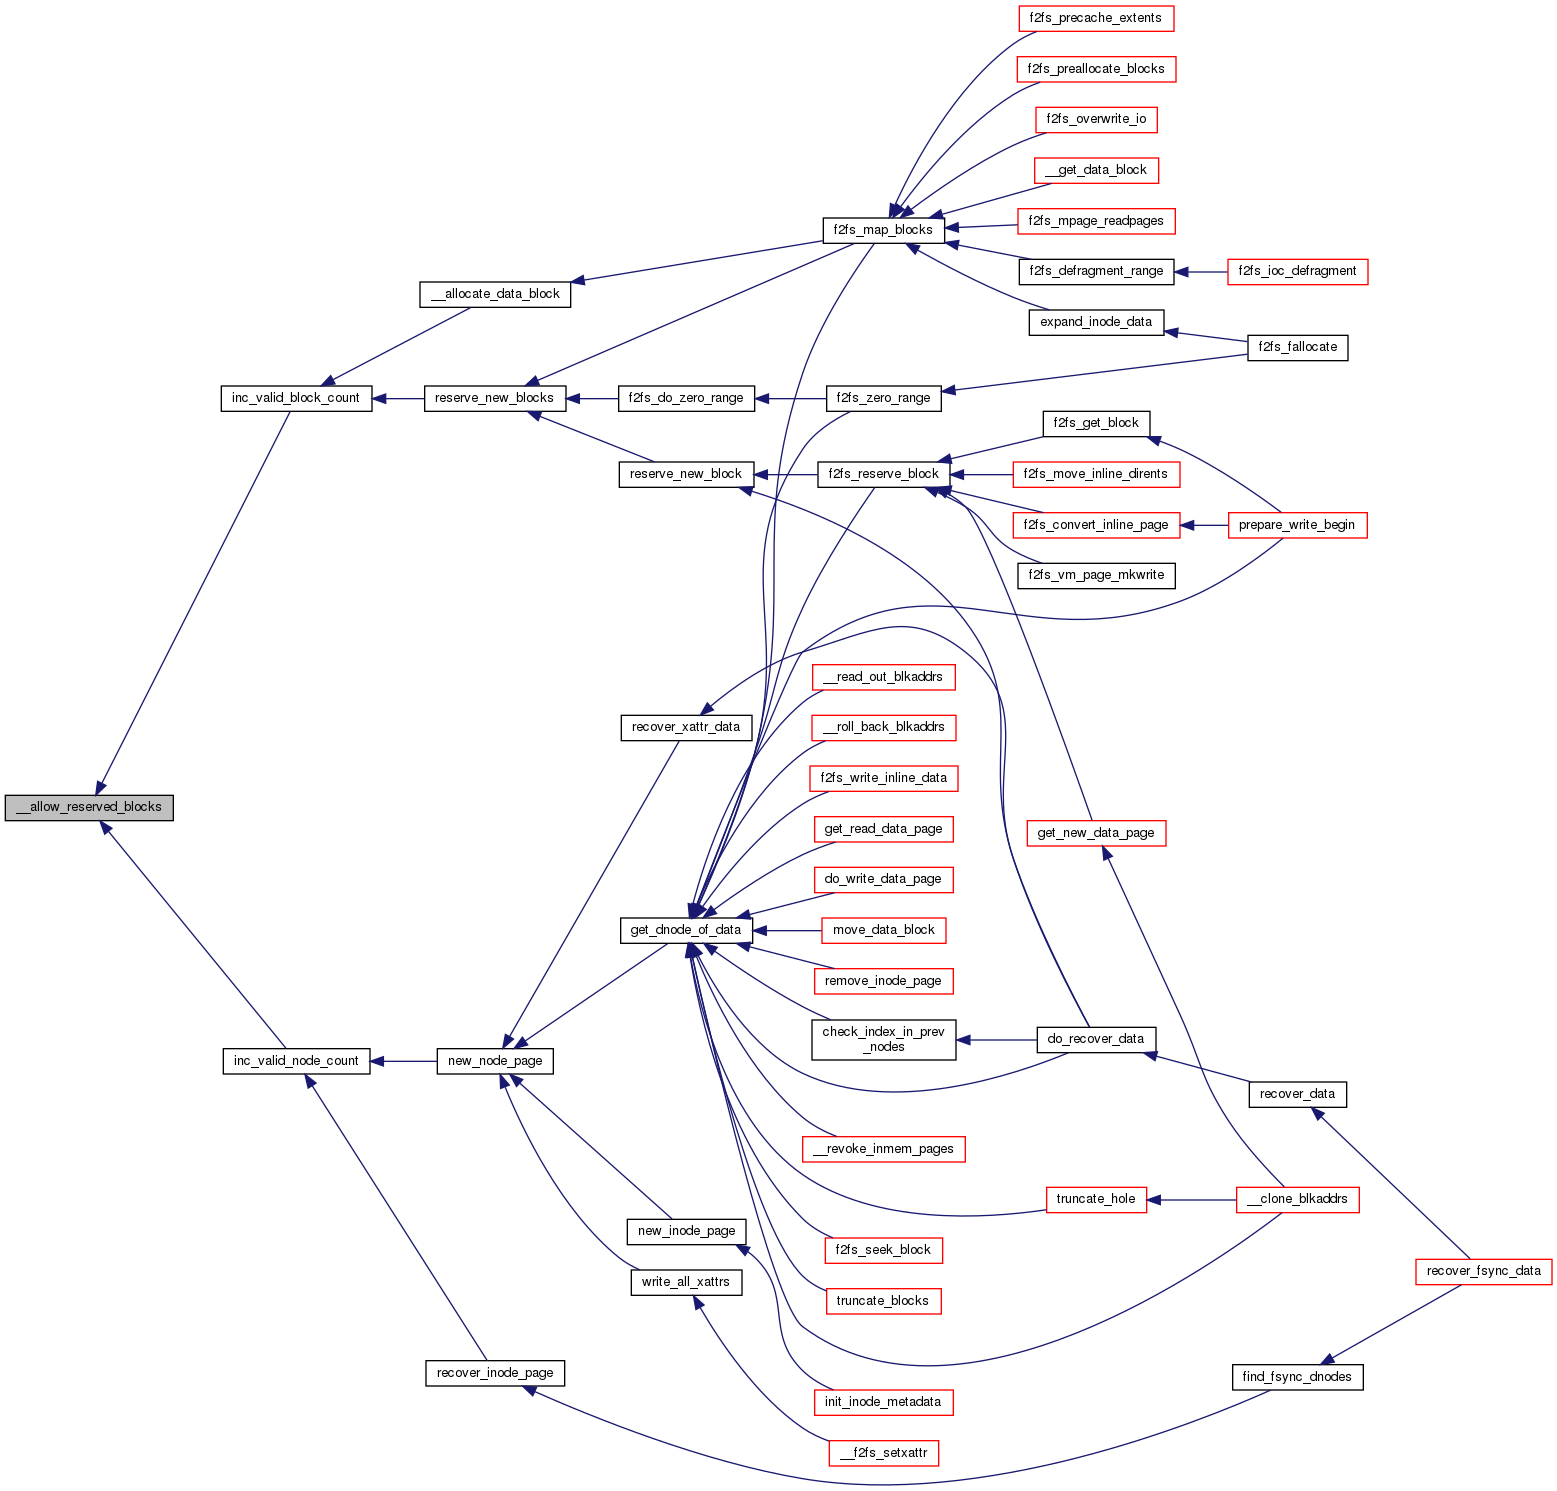 f2fs_precache_extents
f2fs_preallocate_blocks
f2fs_overwrite_io
__get_data_block
f2fs_map_blocks
f2fs_mpage_readpages
f2fs_defragment_range
f2fs_ioc_defragment
__allocate_data_block
expand_inode_data
f2fs_fallocate
inc_valid_block_count
reserve_new_blocks
f2fs_do_zero_range
f2fs_zero_range
f2fs_get_block
reserve_new_block
f2fs_reserve_block
f2fs_move_inline_dirents
f2fs_convert_inline_page
prepare_write_begin
f2fs_vm_page_mkwrite
__read_out_blkaddrs
recover_xattr_data
__roll_back_blkaddrs
f2fs_write_inline_data
__allow_reserved_blocks
get_read_data_page
get_new_data_page
do_write_data_page
get_dnode_of_data
move_data_block
remove_inode_page
check_index_in_prev
_nodes
do_recover_data
inc_valid_node_count
new_node_page
recover_data
__revoke_inmem_pages
truncate_hole
__clone_blkaddrs
new_inode_page
f2fs_seek_block
recover_fsync_data
write_all_xattrs
truncate_blocks
recover_inode_page
find_fsync_dnodes
init_inode_metadata
__f2fs_setxattr